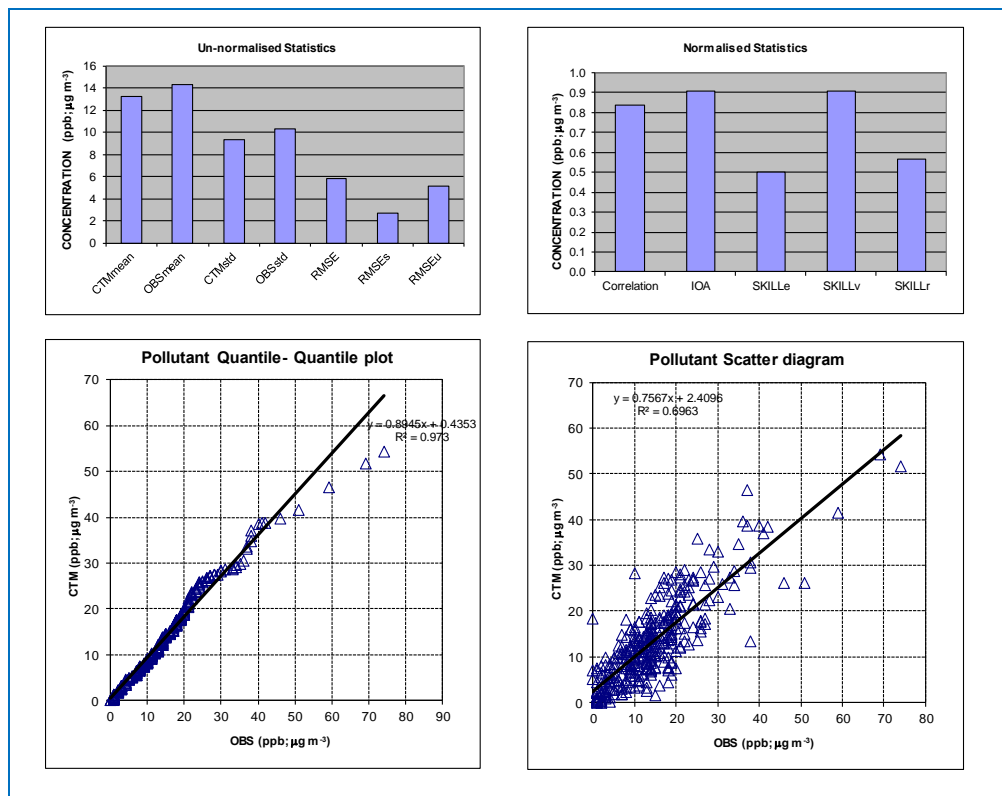 Un-normalised Statistics
CONCENTRATION (ppb; µg m-3)
16
14
12
10
8
6
4
2
0
CTMmean
OBSmean
CTMstd
OBSstd
RMSE
RMSEs
RMSEu
Normalised Statistics
CONCENTRATION (ppb; µg m-3)
1.0
0.9
0.8
0.7
0.6
0.5
0.4
0.3
0.2
0.1
0.0
Correlation IOA SKILLe SKILLv SKILLr
Pollutant Quantile- Quantile plot
CTM (ppb; µg m-3)
70
60
50
40
30
20
10
0
y = 0.8945x + 0.4353
R² = 0.973
0 10 20 30 40 50 60 70 80 90
OBS (ppb; µg m-3)
Pollutant Scatter diagram
CTM (ppb; µg m-3)
70
60
50
40
30
20
10
0
y = 0.7567x + 2.4096
R² = 0.6963
0 10 20 30 40 50 60 70 80
OBS (ppb; µg m-3)